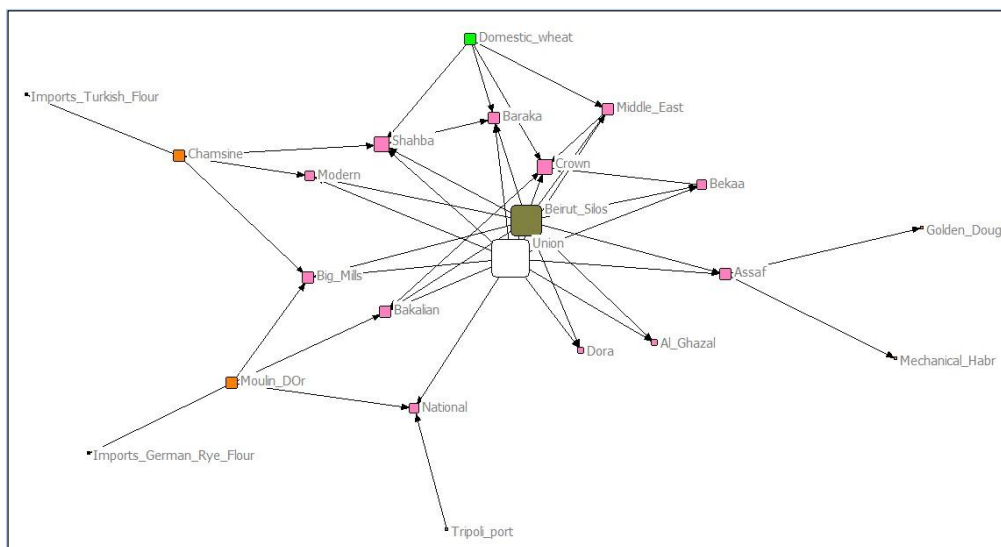 Domestic_wheat
Imports_Turkish_Flour
Middle_East
Baraka
Shahba
Chamsine
Crown
Modern
Bekaa
Beirut_Silos
Golden_Doug
Union
Assaf
Big_Mills
Bakalian
Al_Ghazal
Dora
Mechanical_Habr
Moulin_DOr
National
Imports_German_Rye_Flour
Tripoli_port